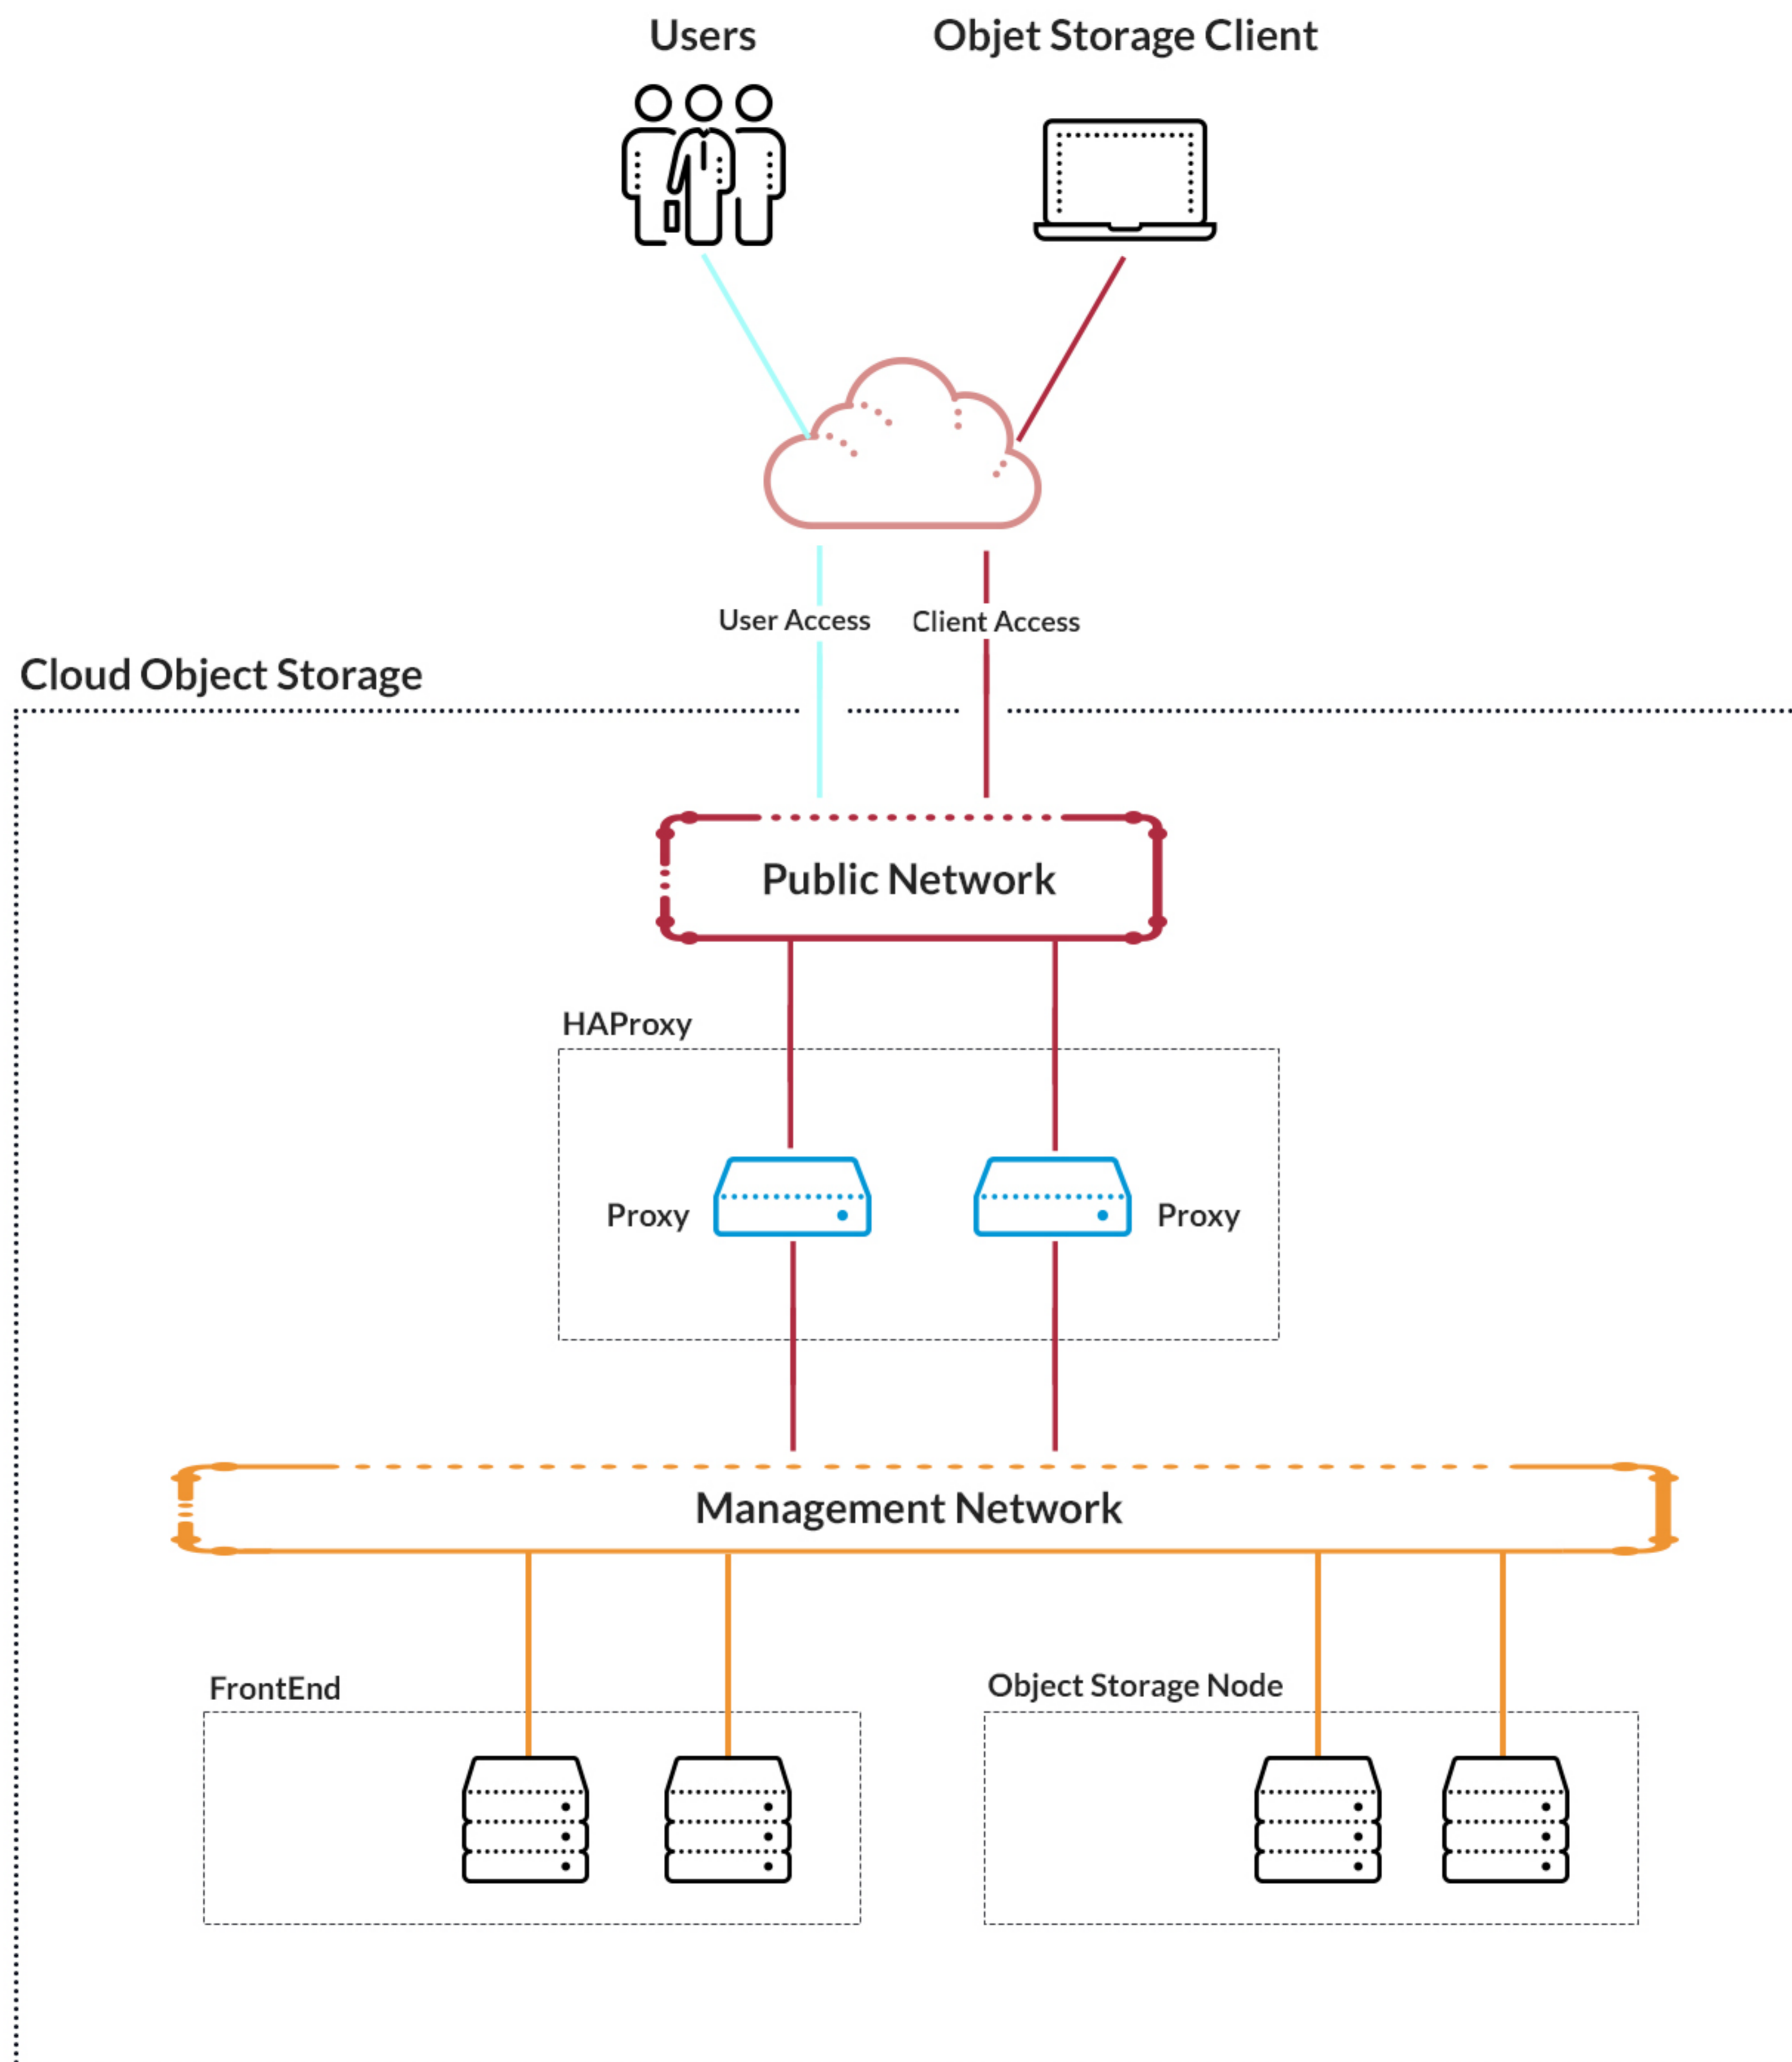 Users
Objet Storage Client
User Access
Client Access
Cloud Object Storage
Public Network
HAProxy
Proxy
Proxy
Management Network
FrontEnd
Object Storage Node